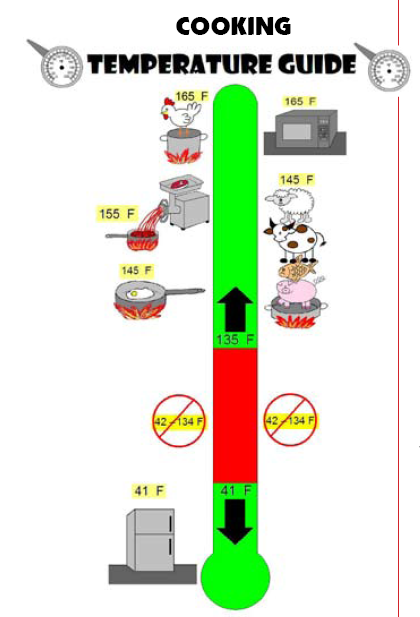 COOKING
TEMPERATURE GUIDE
165 F
165 F
145 F
155 F
145 F
135 F
42 - 134 F
42 - 134 F
41 F
41 F